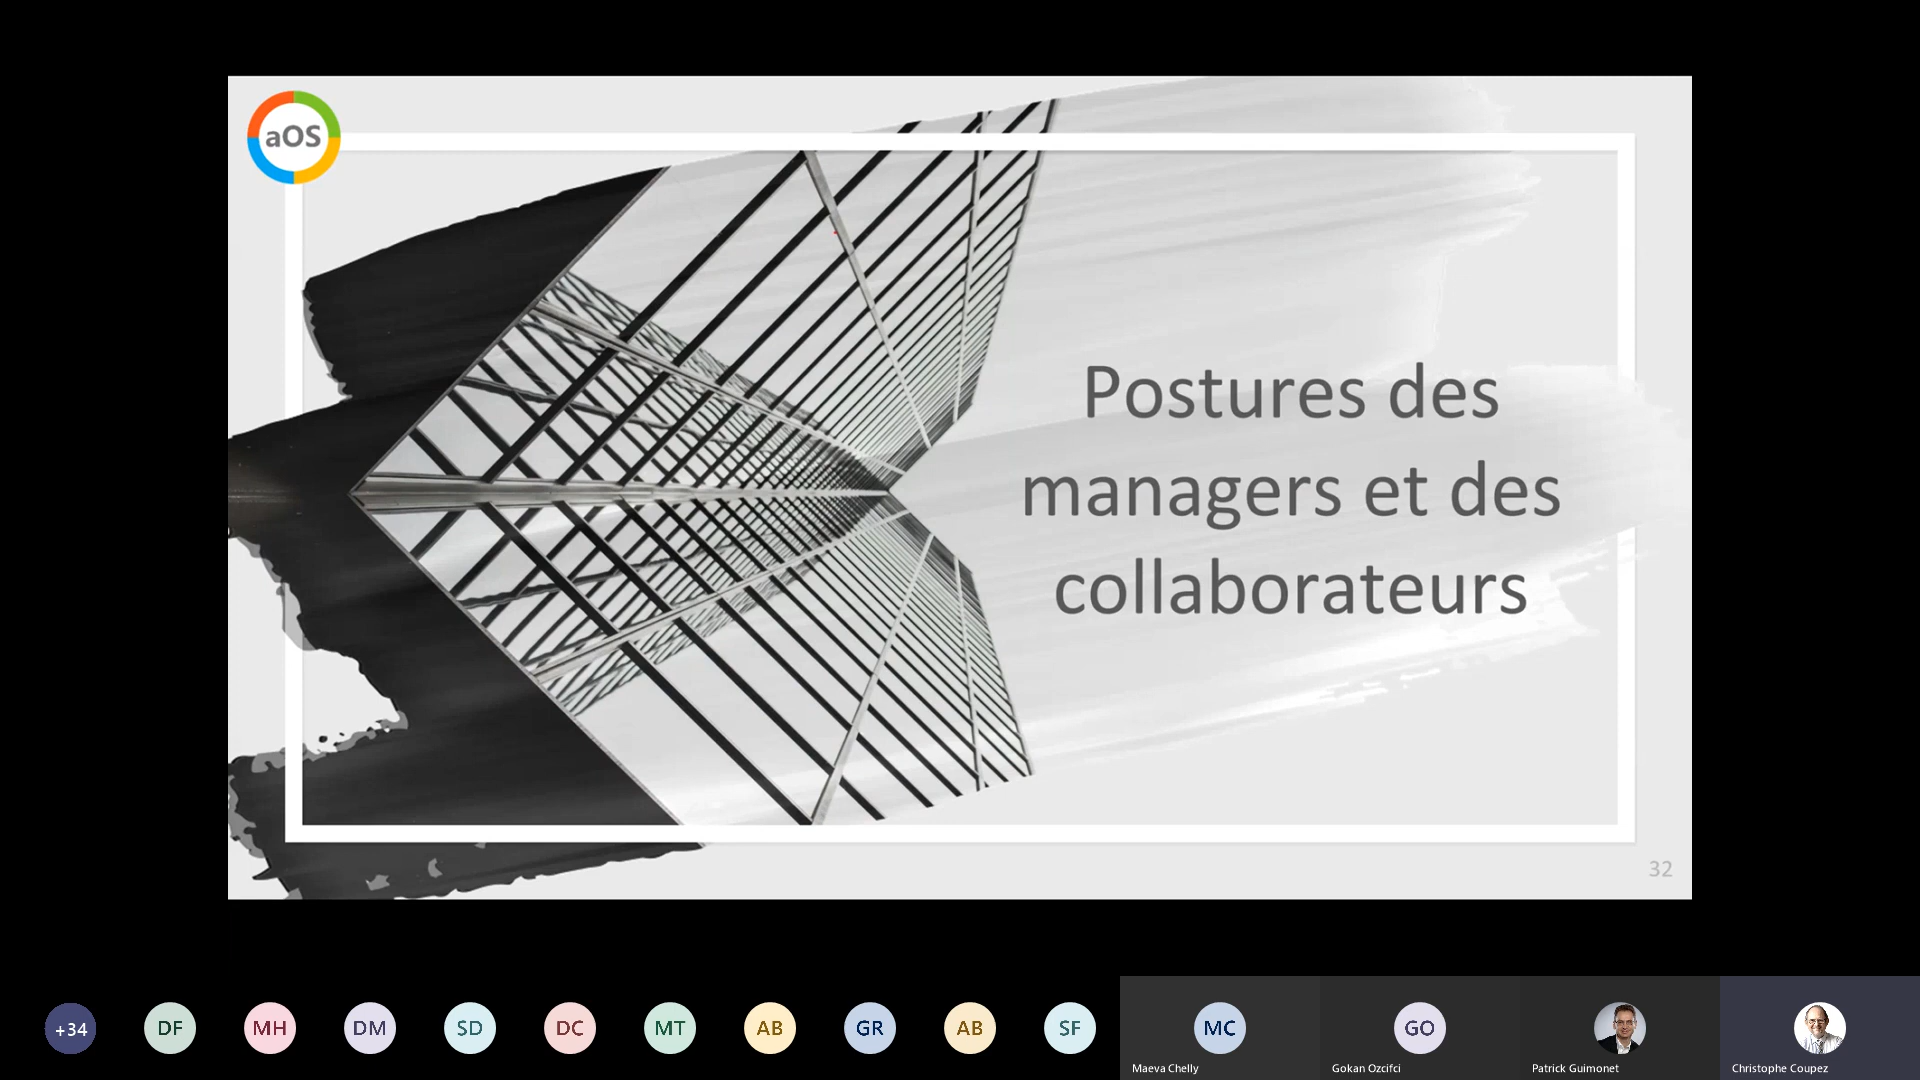 aOS
Postures des
managers et des
collaborateurs
32
+34
DF
MH
DM
SD
DC
MT
AB
GR
AB
SF
MC
GO
Maeva Chelly
Gokan Ozcifci
Patrick Guimonet
Christophe Coupez